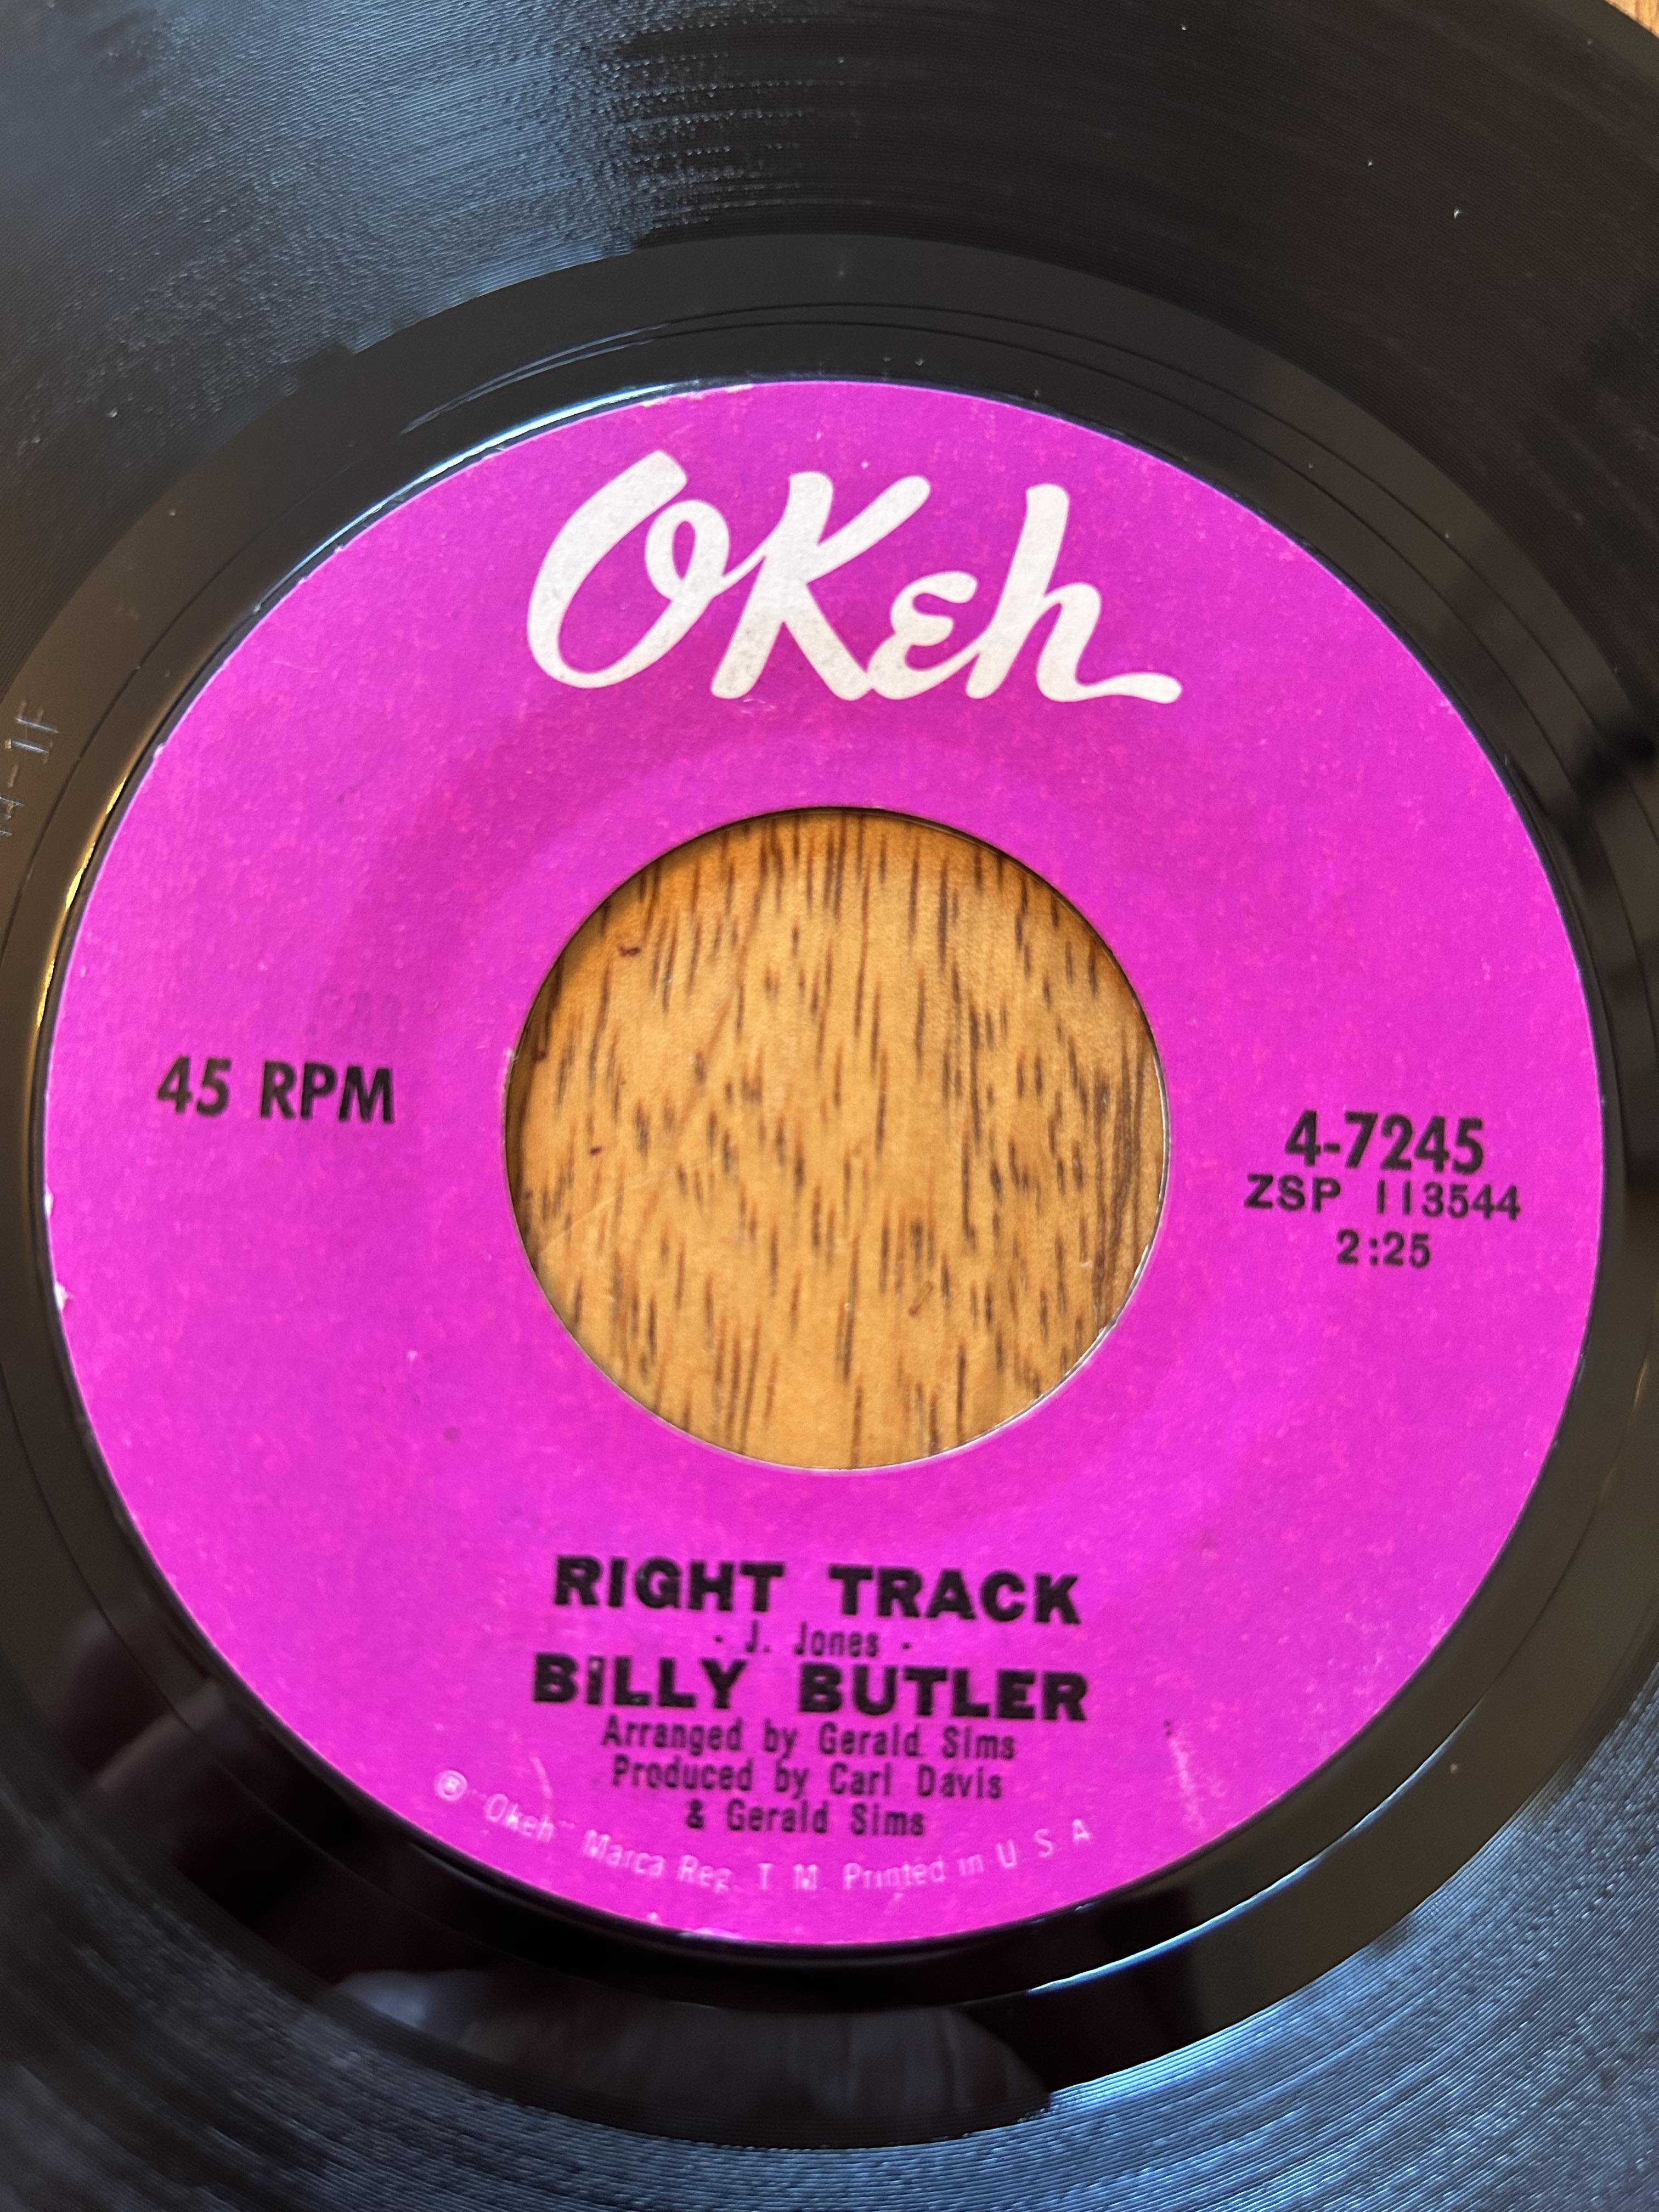 OKeh
45 RPM
4-7245
ZSP 113544
2:25
RIGHT TRACK
- J. Jones -
BILLY BUTLER
Arranged by Gerald Sims
Produced by Carl Davis
& Gerald Sims
® "Okeh" Marca Reg. T M Printed in U S A
-1F